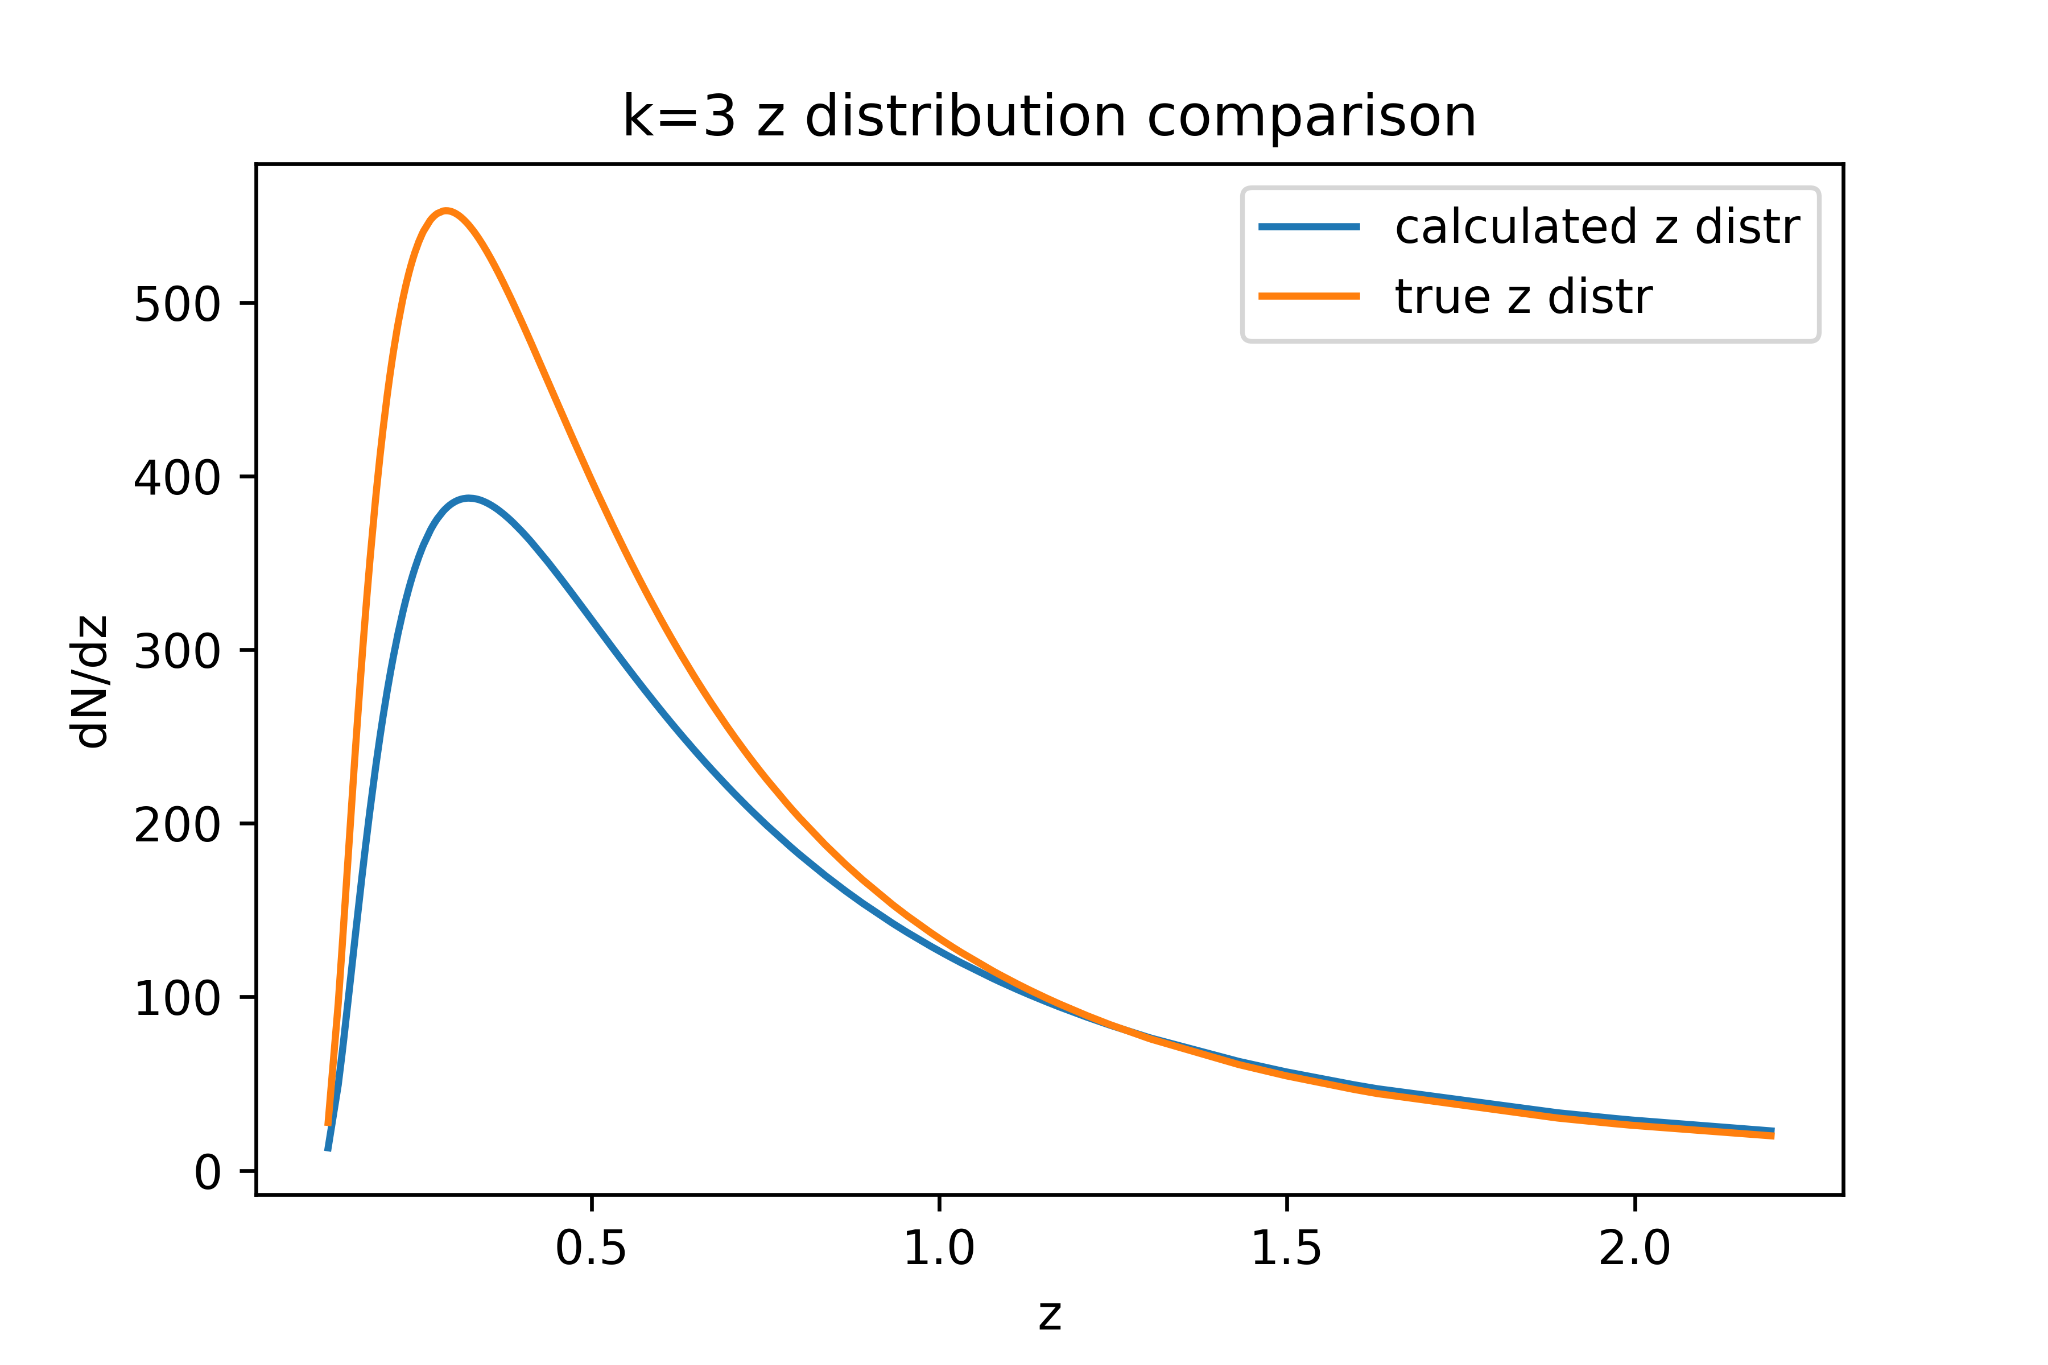 k=3 z distribution comparison
calculated z distr
true z distr
dN/dz
500
400
300
200
100
0
0.5 1.0 1.5 2.0
z